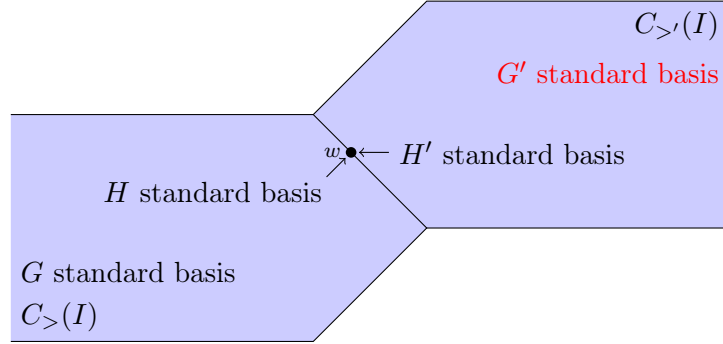 C_{>'}(I)
G' standard basis
w
H' standard basis
H standard basis
G standard basis
C_>(I)